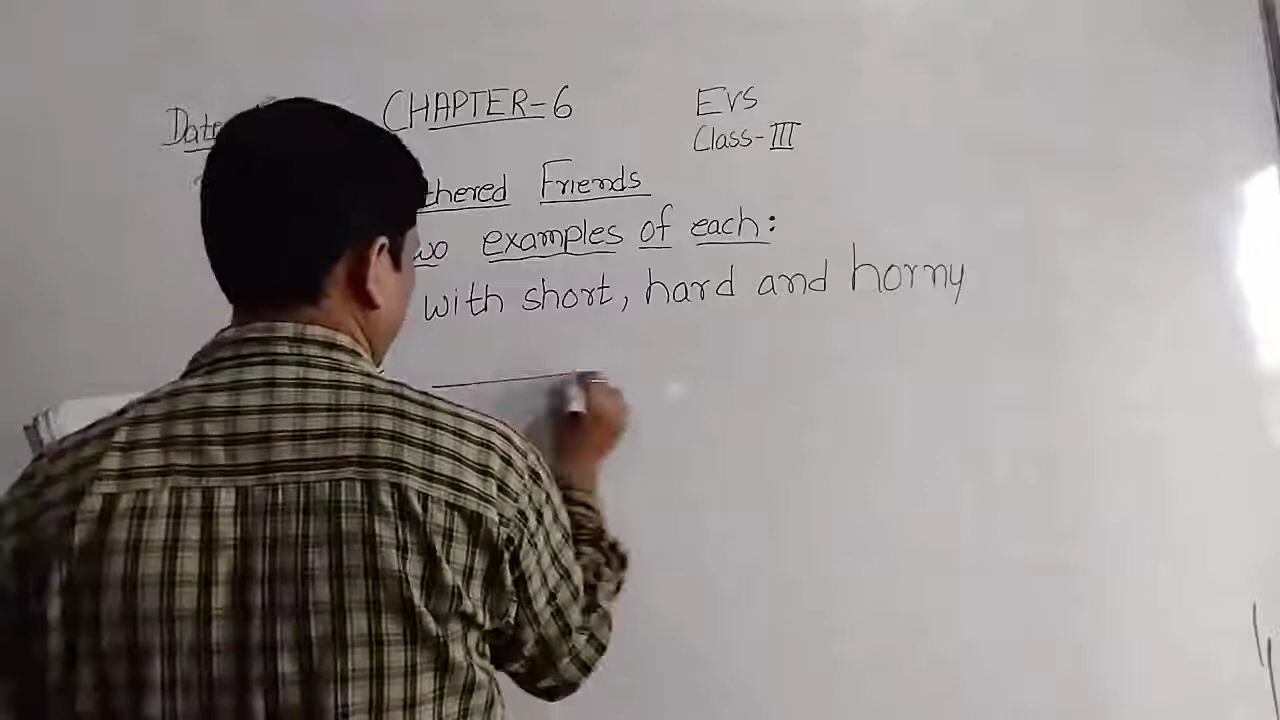 Date CHAPTER-6 EVS
Class-III
thered Friends
wo examples of each:
with short, hard and horny